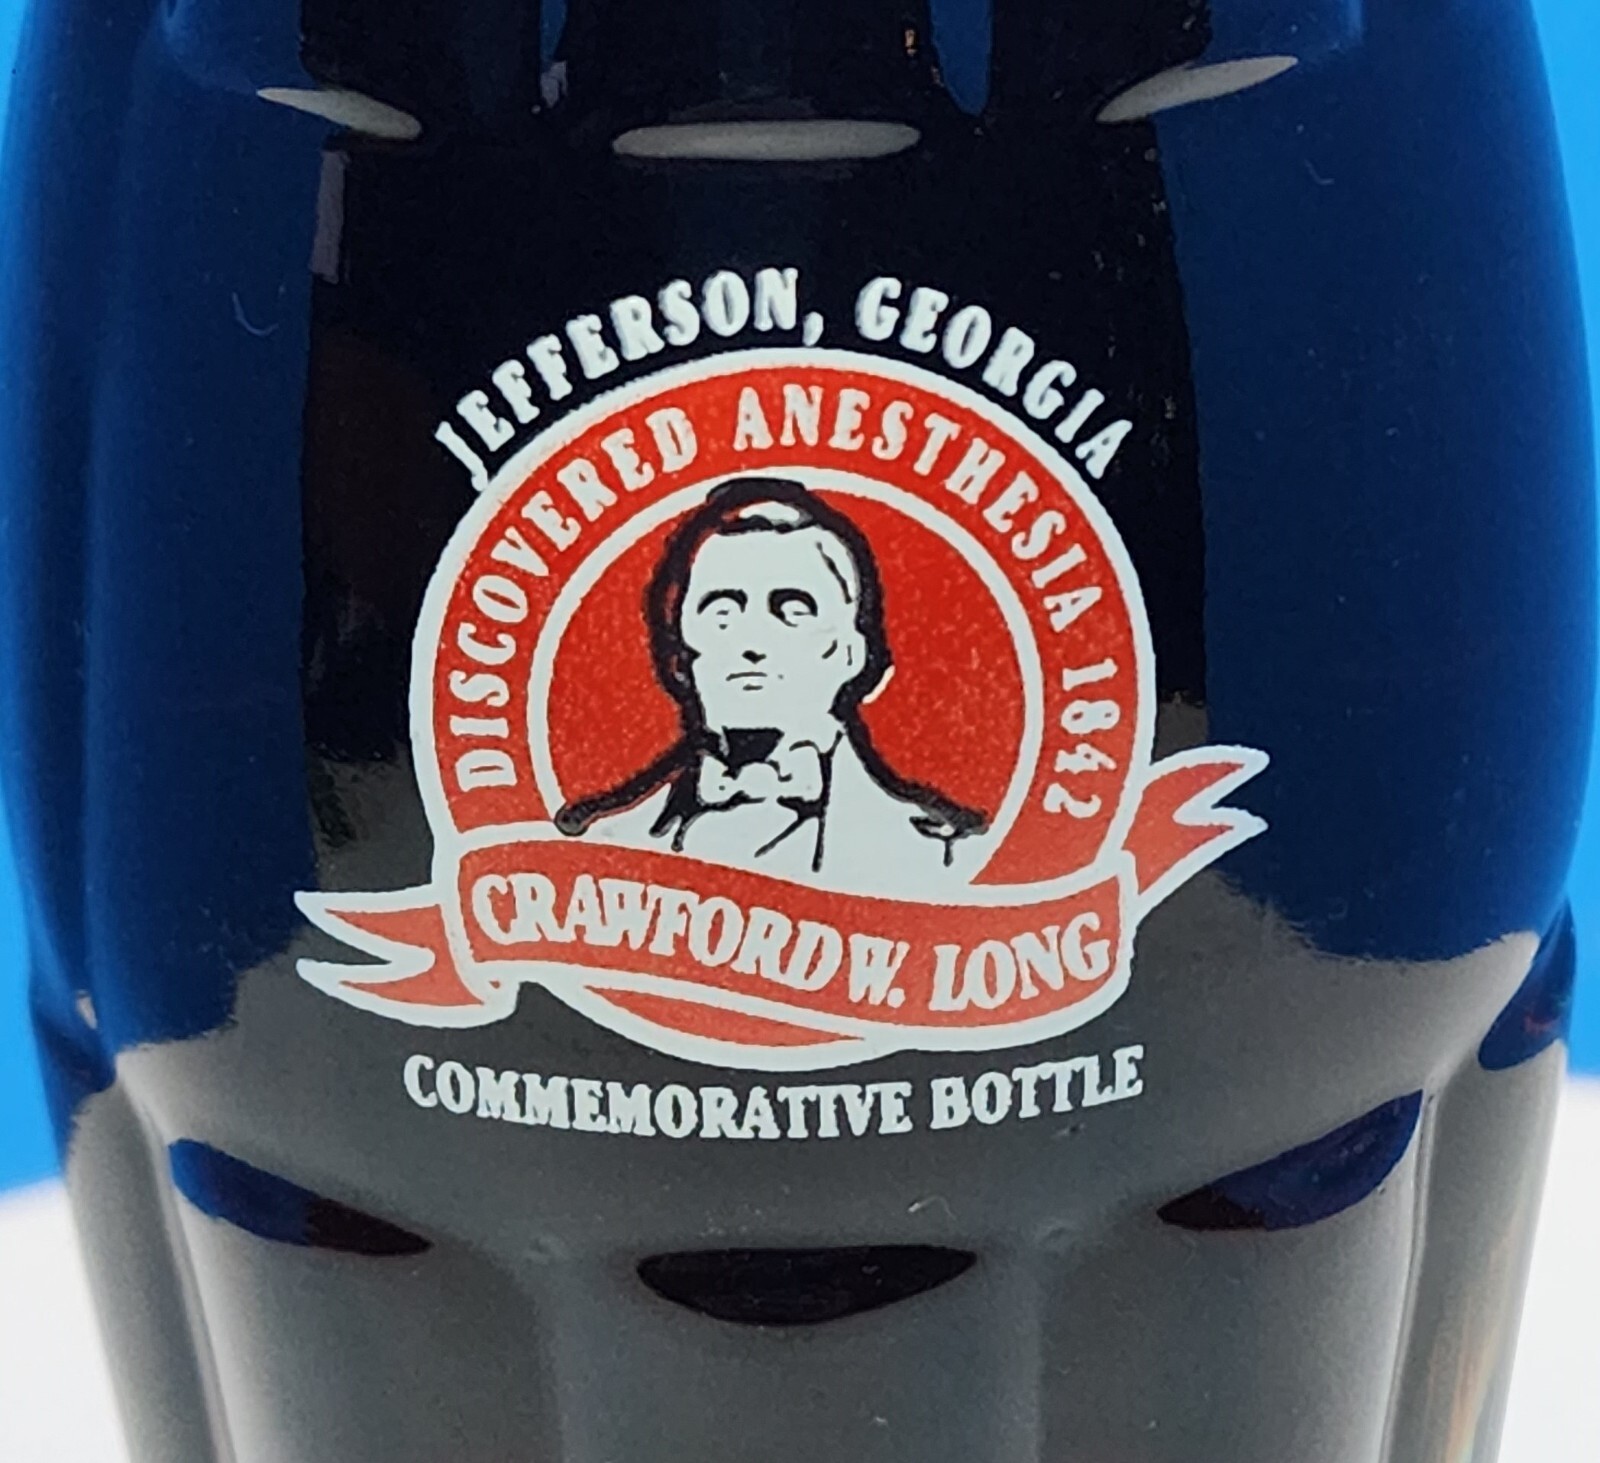 JEFFERSON, GEORGIA
DISCOVERED ANESTHESIA 1842
CRAWFORD W. LONG
COMMEMORATIVE BOTTLE